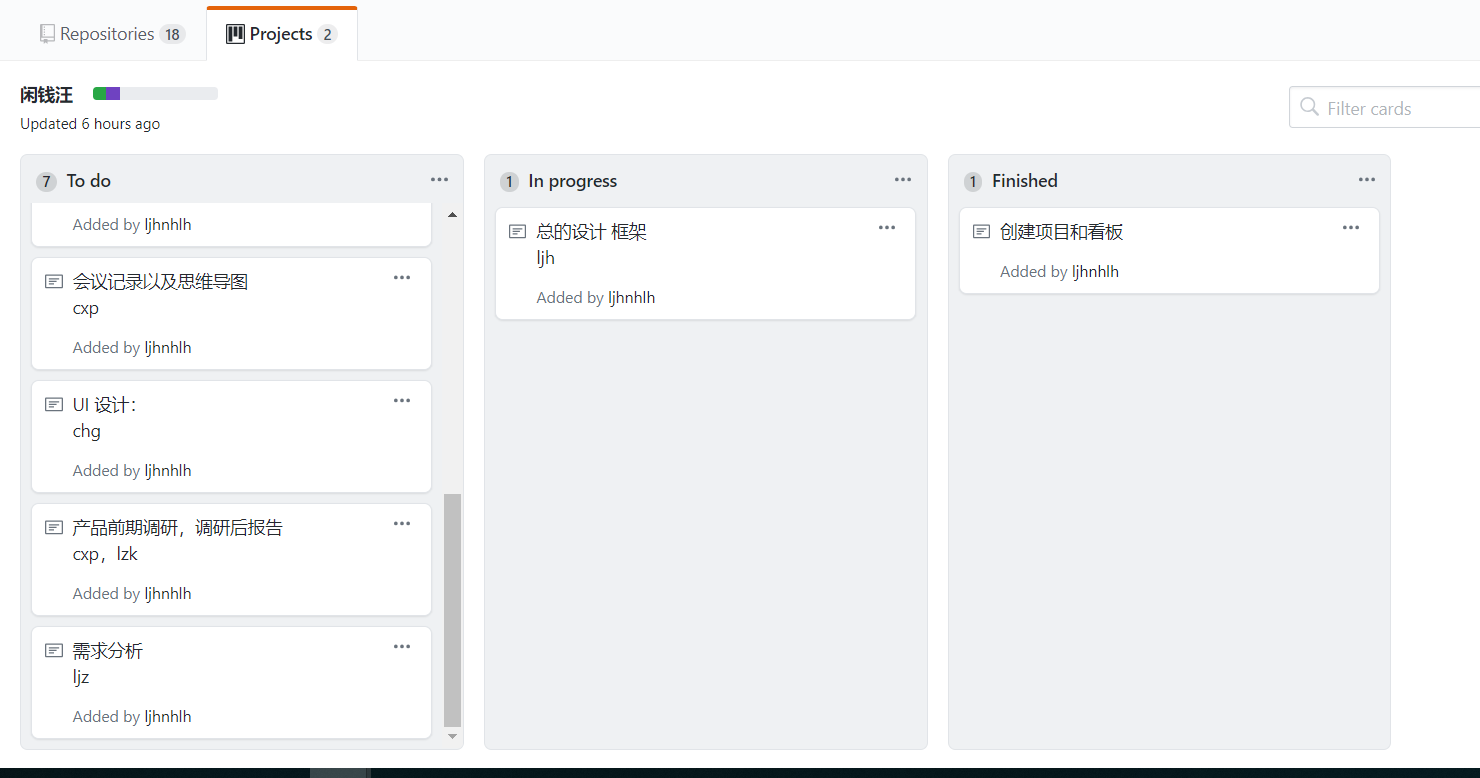 Repositories 18
Projects 2
闲钱汪
Updated 6 hours ago
Filter cards
7 To do
Added by ljhnhlh
会议记录以及思维导图
cxp
Added by ljhnhlh
UI 设计：
chg
Added by ljhnhlh
产品前期调研，调研后报告
cxp，lzk
Added by ljhnhlh
需求分析
ljz
Added by ljhnhlh
1 In progress
总的设计 框架
ljh
Added by ljhnhlh
1 Finished
创建项目和看板
Added by ljhnhlh